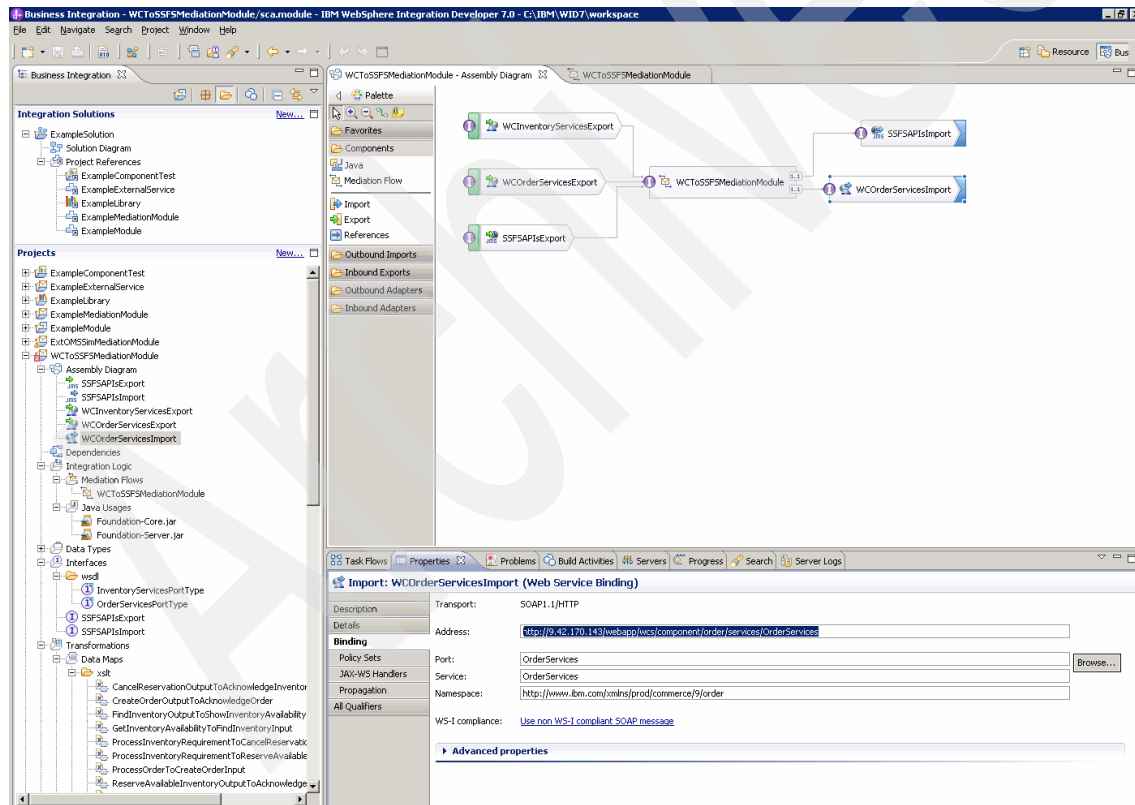 Business Integration - WCToSSFSMediationModule/sca.module - IBM WebSphere Integration Developer 7.0 - C:\IBM\WID7\workspace
File Edit Navigate Search Project Window Help
Resource Bus
Business Integration
Integration Solutions New...
ExampleSolution
Solution Diagram
Project References
ExampleComponentTest
ExampleExternalService
ExampleLibrary
ExampleMediationModule
ExampleModule
Projects New...
ExampleComponentTest
ExampleExternalService
ExampleLibrary
ExampleMediationModule
ExampleModule
ExtOMSSimMediationModule
WCToSSFSMediationModule
Assembly Diagram
SSFSAPIsExport
SSFSAPIsImport
WCInventoryServicesExport
WCOrderServicesExport
WCOrderServicesImport
Dependencies
Integration Logic
Mediation Flows
WCToSSFSMediationModule
Java Usages
Foundation-Core.jar
Foundation-Server.jar
Data Types
Interfaces
wsdl
InventoryServicesPortType
OrderServicesPortType
SSFSAPIsExport
SSFSAPIsImport
Transformations
Data Maps
xslt
CancelReservationOutputToAcknowledgeInventor
CreateOrderOutputToAcknowledgeOrder
FindInventoryOutputToShowInventoryAvailability
GetInventoryAvailabilityToFindInventoryInput
ProcessInventoryRequirementToCancelReservatic
ProcessInventoryRequirementToReserveAvailable
ProcessOrderToCreateOrderInput
ReserveAvailableInventoryOutputToAcknowledge
WCToSSFSMediationModule - Assembly Diagram WCToSSFSMediationModule
Palette
Favorites
Components
Java
Mediation Flow
Import
Export
References
Outbound Imports
Inbound Exports
Outbound Adapters
Inbound Adapters
WCInventoryServicesExport
SSFSAPIsImport
WCOrderServicesExport
WCToSSFSMediationModule
1..1
1..1
WCOrderServicesImport
SSFSAPIsExport
Task Flows Properties Problems Build Activities Servers Progress Search Server Logs
Import: WCOrderServicesImport (Web Service Binding)
Description
Details
Binding
Policy Sets
JAX-WS Handlers
Propagation
All Qualifiers
Transport: SOAP1.1/HTTP
Address: http://9.42.170.143/webapp/wcs/component/order/services/OrderServices
Port: OrderServices Browse...
Service: OrderServices
Namespace: http://www.ibm.com/xmlns/prod/commerce/9/order
WS-I compliance: Use non WS-I compliant SOAP message
Advanced properties